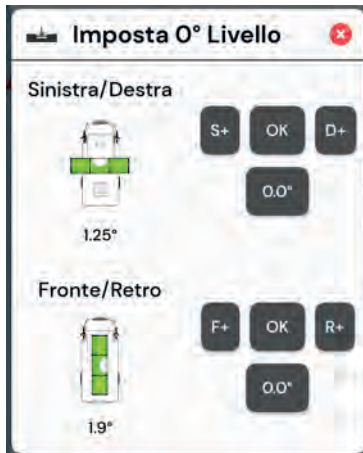 Imposta 0° Livello
Sinistra/Destra
S+ OK D+
0.0°
1.25°
Fronte/Retro
F+ OK R+
0.0°
1.9°